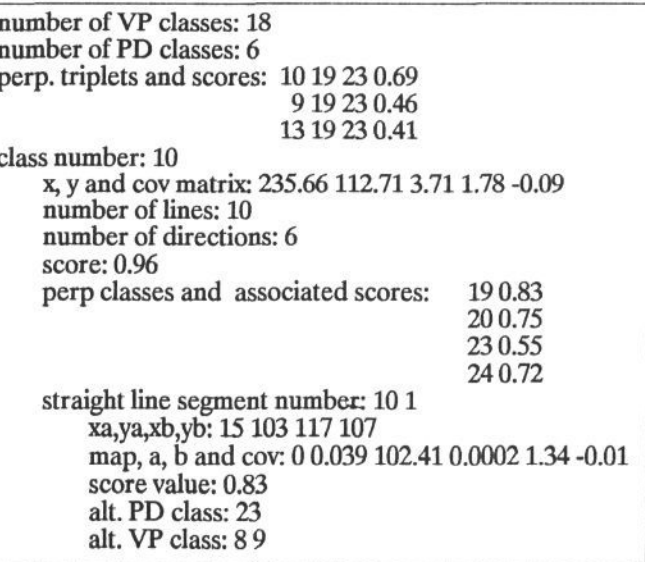 number of VP classes: 18
number of PD classes: 6
perp. triplets and scores: 10 19 23 0.69
9 19 23 0.46
13 19 23 0.41
class number: 10
x, y and cov matrix: 235.66 112.71 3.71 1.78 -0.09
number of lines: 10
number of directions: 6
score: 0.96
perp classes and associated scores: 19 0.83
20 0.75
23 0.55
24 0.72
straight line segment number: 10 1
xa,ya,xb,yb: 15 103 117 107
map, a, b and cov: 0 0.039 102.41 0.0002 1.34 -0.01
score value: 0.83
alt. PD class: 23
alt. VP class: 8 9